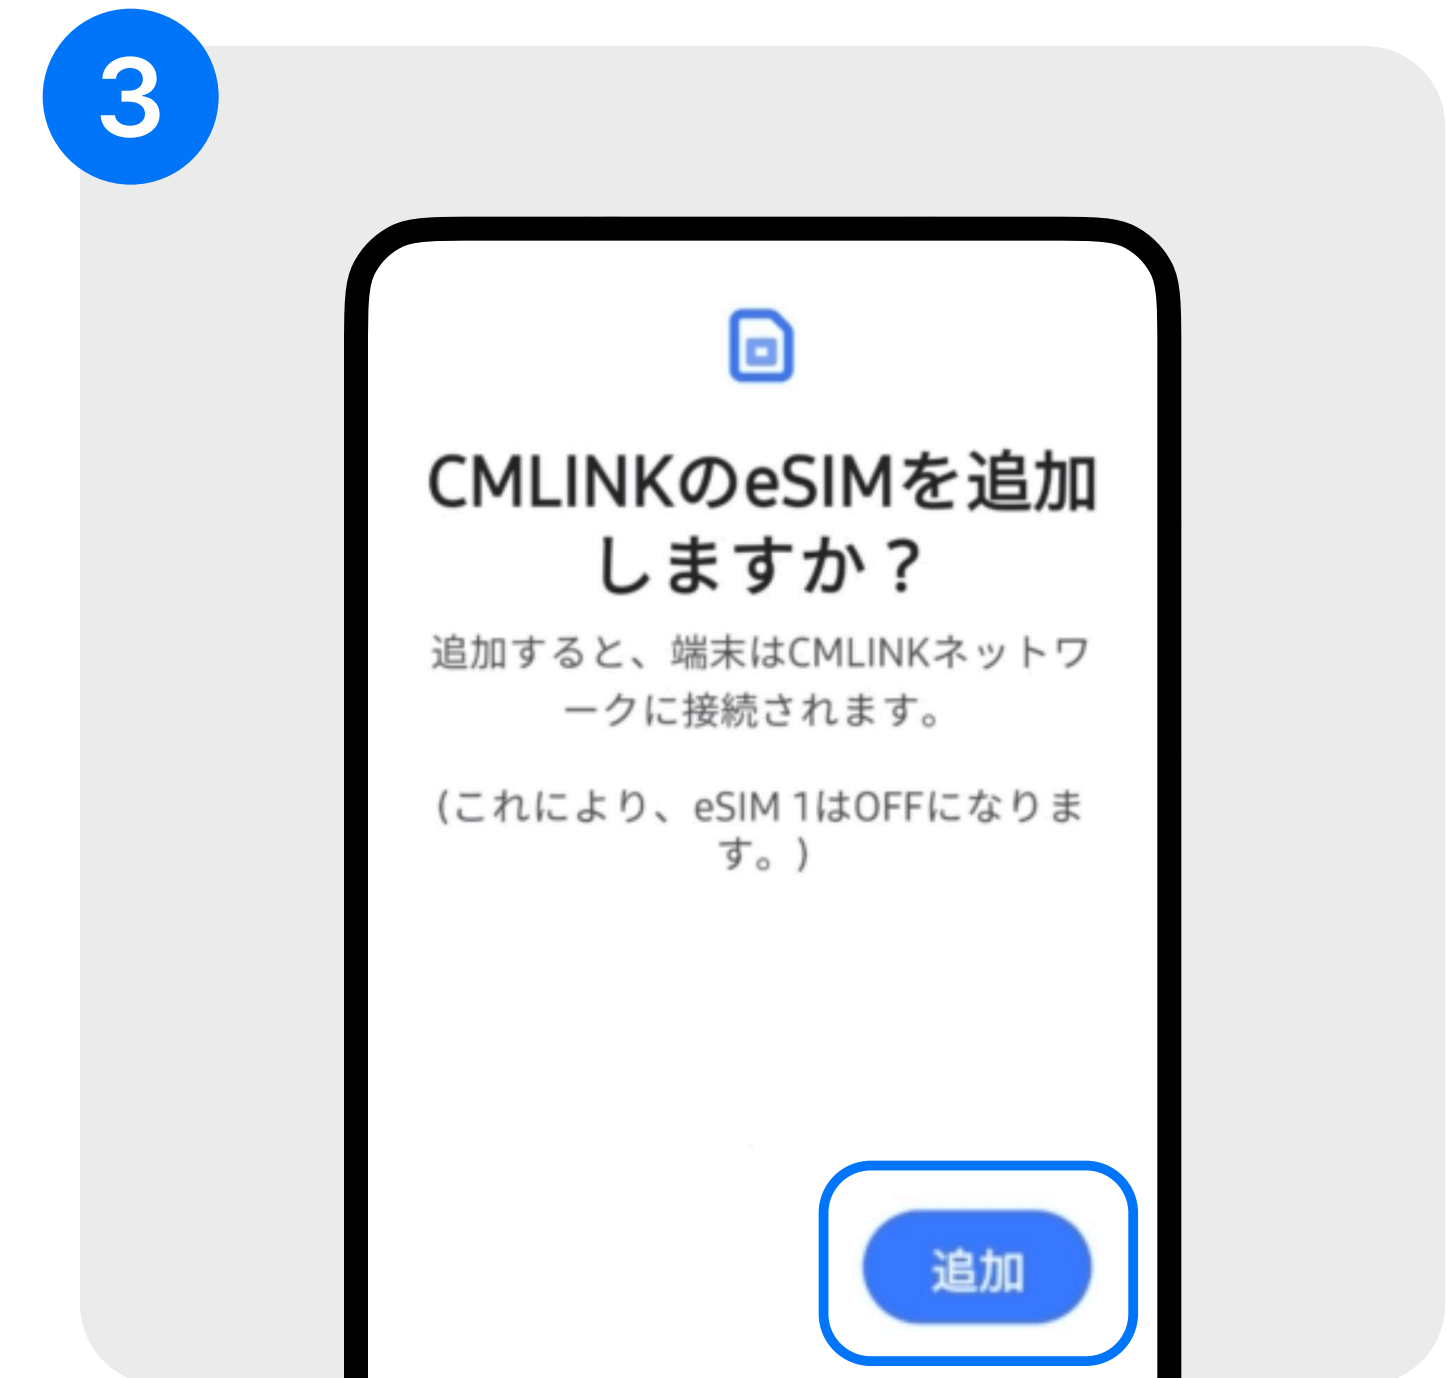 3
CMLINKのeSIMを追加
しますか？
追加すると、端末はCMLINKネットワ
ークに接続されます。
(これにより、eSIM 1はOFFになりま
す。)
追加